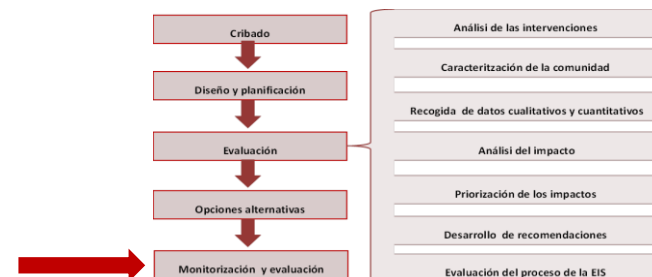 Cribado
Diseño y planificación
Evaluación
Opciones alternativas
Monitorización y evaluación
Análisi de las intervenciones
Caracteritzación de la comunidad
Recogida de datos cualitativos y cuantitativos
Análisi del impacto
Priorización de los impactos
Desarrollo de recomendaciones
Evaluación del proceso de la EIS